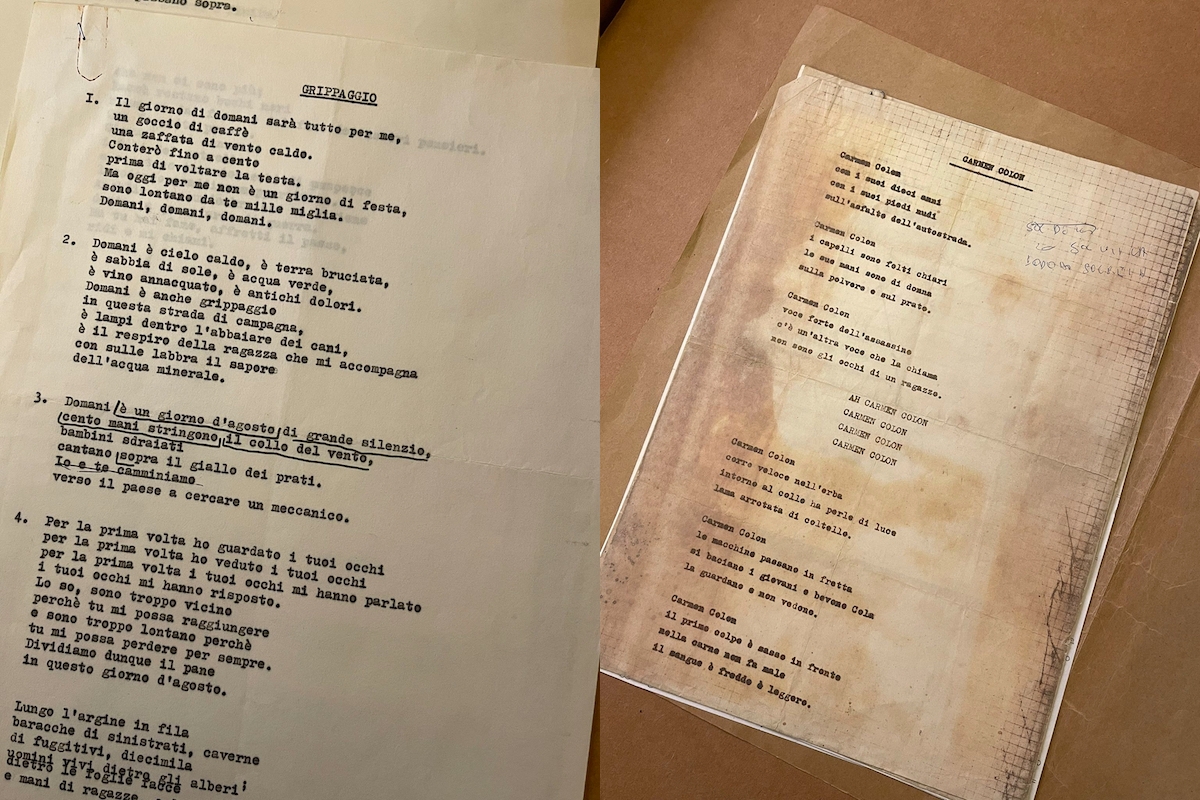 sopra.
GRIPPAGGIO
I. Il giorno di domani sarà tutto per me,
un goccio di caffè
una zaffata di vento caldo.
Conterò fino a cento
prima di voltare la testa.
Ma oggi per me non è un giorno di festa,
sono lontano da te mille miglia.
Domani, domani, domani.
2. Domani è cielo caldo, è terra bruciata,
è sabbia di sole, è acqua verde,
è vino annacquato, è antichi dolori.
Domani è anche grippaggio
in questa strada di campagna,
è lampi dentro l'abbaiare dei cani,
è il respiro della ragazza che mi accompagna
con sulle labbra il sapore
dell'acqua minerale.
3. Domani è un giorno d'agosto di grande silenzio,
cento mani stringono il collo del vento,
bambini sdraiati
cantano sopra il giallo dei prati.
Io e te camminiamo
verso il paese a cercare un meccanico.
4. Per la prima volta ho guardato i tuoi occhi
per la prima volta ho veduto i tuoi occhi
per la prima volta i tuoi occhi mi hanno parlato
i tuoi occhi mi hanno risposto.
Lo so, sono troppo vicino
perchè tu mi possa raggiungere
e sono troppo lontano perchè
tu mi possa perdere per sempre.
Dividiamo dunque il pane
in questo giorno d'agosto.
Lungo l'argine in fila
baracche di sinistrati, caverne
di fuggitivi, diecimila
uomini vivi dietro gli alberi;
dietro le foglie facce
e mani di ragazze
CARMEN COLON
Carmen Colon
con i suoi dieci anni
con i suoi piedi nudi
sull'asfalto dell'autostrada.
Carmen Colon
i capelli sono folti chiari
le sue mani sono di donna
sulla polvere e sul prato.
Carmen Colon
voce forte dell'assassino
c'è un'altra voce che la chiama
non sono gli occhi di un ragazzo.
AH CARMEN COLON
CARMEN COLON
CARMEN COLON
CARMEN COLON
Carmen Colon
corre veloce nell'erba
intorno al collo ha perle di luce
lama arrotata di coltello.
Carmen Colon
le macchine passano in fretta
si baciano i giovani e bevono Cola
la guardano e non vedono.
Carmen Colon
il primo colpo è sasso in fronte
nella carne non fa male
il sangue è freddo è leggero.